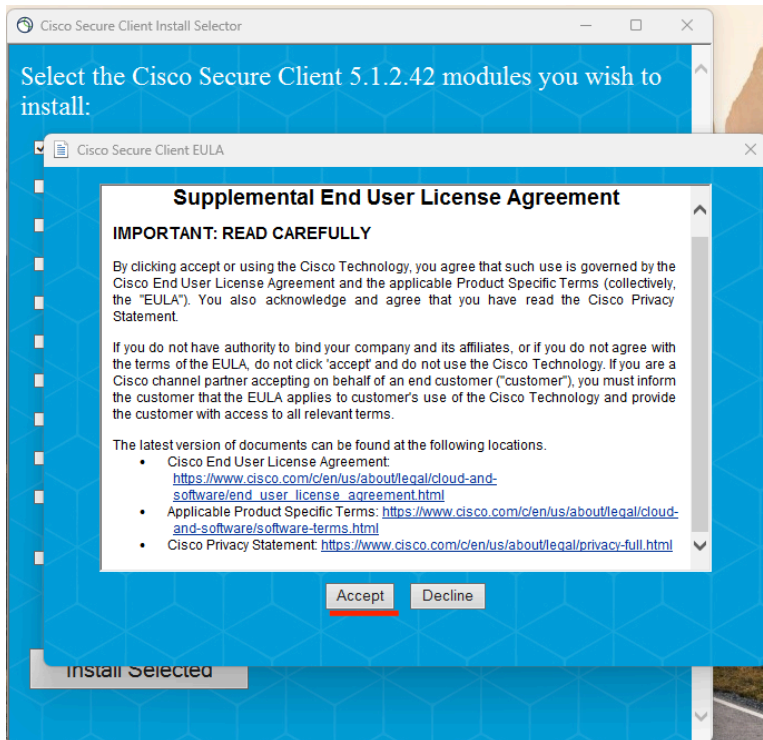 Cisco Secure Client Install Selector
Select the Cisco Secure Client 5.1.2.42 modules you wish to
install:
Cisco Secure Client EULA
Supplemental End User License Agreement
IMPORTANT: READ CAREFULLY
By clicking accept or using the Cisco Technology, you agree that such use is governed by the
Cisco End User License Agreement and the applicable Product Specific Terms (collectively,
the "EULA"). You also acknowledge and agree that you have read the Cisco Privacy
Statement.
If you do not have authority to bind your company and its affiliates, or if you do not agree with
the terms of the EULA, do not click 'accept' and do not use the Cisco Technology. If you are a
Cisco channel partner accepting on behalf of an end customer ("customer"), you must inform
the customer that the EULA applies to customer's use of the Cisco Technology and provide
the customer with access to all relevant terms.
The latest version of documents can be found at the following locations.
• Cisco End User License Agreement:
https://www.cisco.com/c/en/us/about/legal/cloud-and-
software/end_user_license_agreement.html
• Applicable Product Specific Terms: https://www.cisco.com/c/en/us/about/legal/cloud-
and-software/software-terms.html
• Cisco Privacy Statement: https://www.cisco.com/c/en/us/about/legal/privacy-full.html
Accept Decline
Install Selected